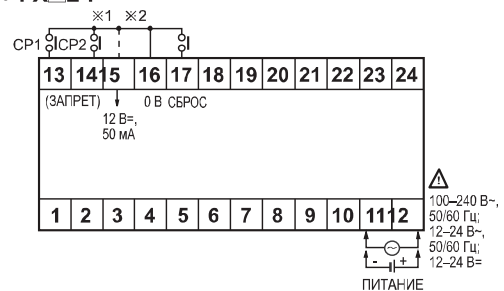 ※1 ※2
CP1 CP2
13 14 15 16 17 18 19 20 21 22 23 24
(ЗАПРЕТ) 0 В СБРОС
12 В=,
50 мА
1 2 3 4 5 6 7 8 9 10 11 12
100–240 В~,
50/60 Гц;
12–24 В~,
50/60 Гц;
12–24 В=
- +
ПИТАНИЕ